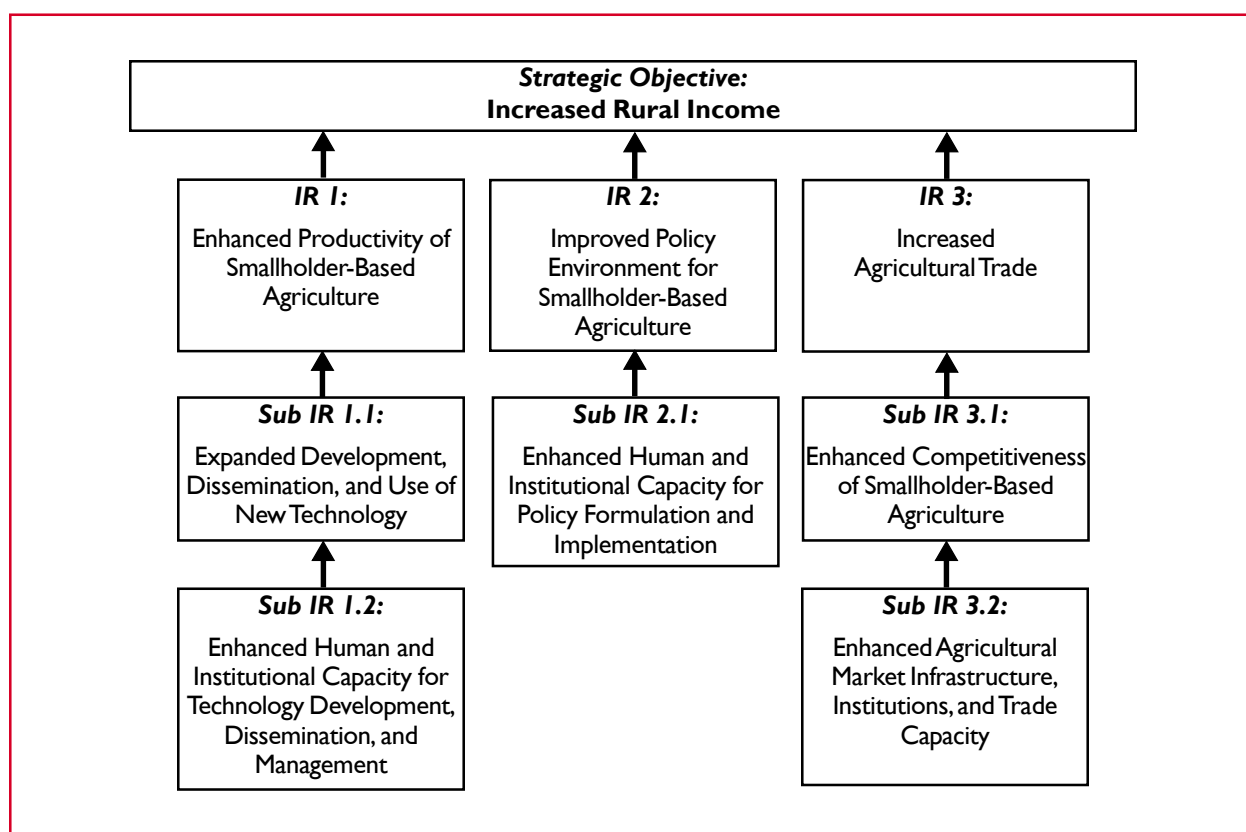 Strategic Objective:
Increased Rural Income
IR 1:
Enhanced Productivity of
Smallholder-Based
Agriculture
IR 2:
Improved Policy
Environment for
Smallholder-Based
Agriculture
IR 3:
Increased
Agricultural Trade
Sub IR 1.1:
Expanded Development,
Dissemination, and Use of
New Technology
Sub IR 2.1:
Enhanced Human and
Institutional Capacity for
Policy Formulation and
Implementation
Sub IR 3.1:
Enhanced Competitiveness
of Smallholder-Based
Agriculture
Sub IR 1.2:
Enhanced Human and
Institutional Capacity for
Technology Development,
Dissemination, and
Management
Sub IR 3.2:
Enhanced Agricultural
Market Infrastructure,
Institutions, and Trade
Capacity